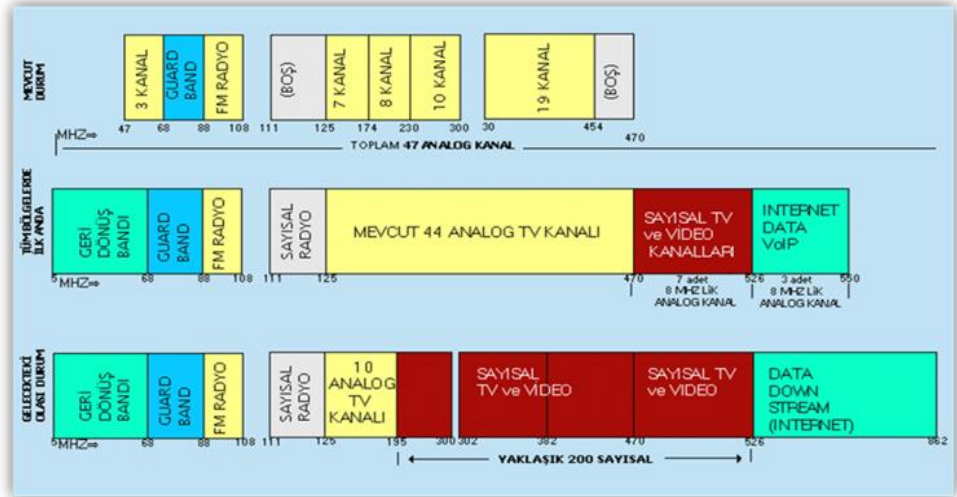 MEVCUT
DURUM
3 KANAL
GUARD
BAND
FM RADYO
(BOŞ)
7 KANAL
8 KANAL
10 KANAL
19 KANAL
(BOŞ)
MHZ⇒
47
68
88
108
111
125
174
230
300
30
454
470
TOPLAM 47 ANALOG KANAL
TÜM BÖLGELERDE
İLK ANDA
GERİ
DÖNÜŞ
BANDI
GUARD
BAND
FM RADYO
SAYISAL
RADYO
MEVCUT 44 ANALOG TV KANALI
SAYISAL TV
ve VİDEO
KANALLARI
INTERNET
DATA
VoIP
5
MHZ⇒
68
88
108
111
125
470
526
550
7 adet
8 MHZ LİK
ANALOG KANAL
3 adet
8 MHZ LİK
ANALOG KANAL
GELECEKTEKİ
OLASI DURUM
GERİ
DÖNÜŞ
BANDI
GUARD
BAND
FM RADYO
SAYISAL
RADYO
10
ANALOG
TV
KANALI
SAYISAL
TV ve VİDEO
SAYISAL TV
ve VİDEO
DATA
DOWN
STREAM
(INTERNET)
5
MHZ⇒
68
88
108
111
125
195
300
302
382
470
526
862
YAKLAŞIK 200 SAYISAL